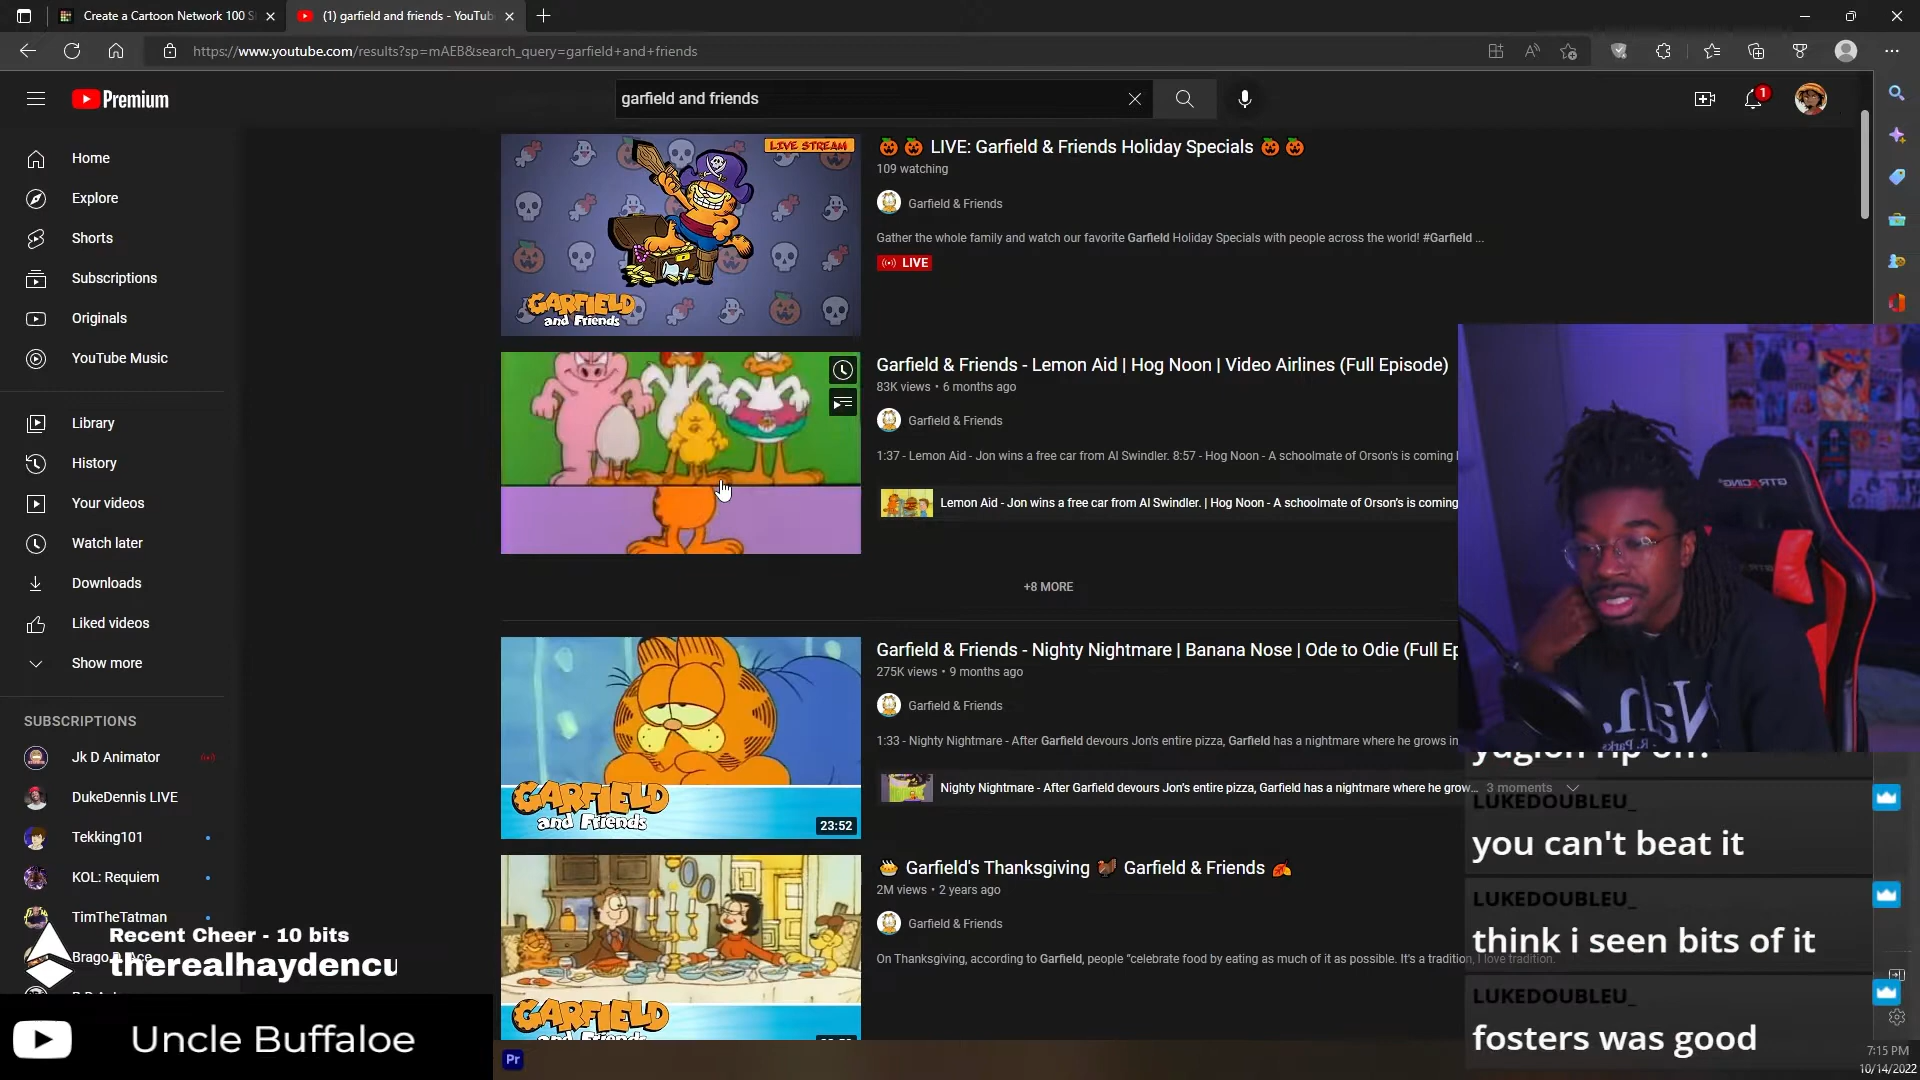 Create a Cartoon Network 100 S
(1) garfield and friends - YouTub
https://www.youtube.com/results?sp=mAEB&search_query=garfield+and+friends
Premium
garfield and friends
1
Home
Explore
Shorts
Subscriptions
Originals
YouTube Music
Library
History
Your videos
Watch later
Downloads
Liked videos
Show more
SUBSCRIPTIONS
Jk D Animator
DukeDennis LIVE
Tekking101
KOL: Requiem
TimTheTatman
Recent Cheer - 10 bits
therealhaydencu
Uncle Buffaloe
LIVE STREAM
GARFIELD
and Friends
LIVE: Garfield & Friends Holiday Specials
109 watching
Garfield & Friends
Gather the whole family and watch our favorite Garfield Holiday Specials with people across the world! #Garfield ...
LIVE
Garfield & Friends - Lemon Aid | Hog Noon | Video Airlines (Full Episode)
83K views • 6 months ago
Garfield & Friends
1:37 - Lemon Aid - Jon wins a free car from Al Swindler. 8:57 - Hog Noon - A schoolmate of Orson's is coming
Lemon Aid - Jon wins a free car from Al Swindler. | Hog Noon - A schoolmate of Orson's is coming
+8 MORE
GARFIELD
and Friends
23:52
Garfield & Friends - Nighty Nightmare | Banana Nose | Ode to Odie (Full Ep
275K views • 9 months ago
Garfield & Friends
1:33 - Nighty Nightmare - After Garfield devours Jon's entire pizza, Garfield has a nightmare where he grows in
Nighty Nightmare - After Garfield devours Jon's entire pizza, Garfield has a nightmare where he grow...
3 moments
GARFIELD
and Friends
Garfield's Thanksgiving Garfield & Friends
2M views • 2 years ago
Garfield & Friends
On Thanksgiving, according to Garfield, people "celebrate food by eating as much of it as possible. It's a tradition, I love tradition.
GTRACING
LUKEDOUBLEU_
you can't beat it
LUKEDOUBLEU_
think i seen bits of it
LUKEDOUBLEU_
fosters was good
Pr
7:15 PM
10/14/2022